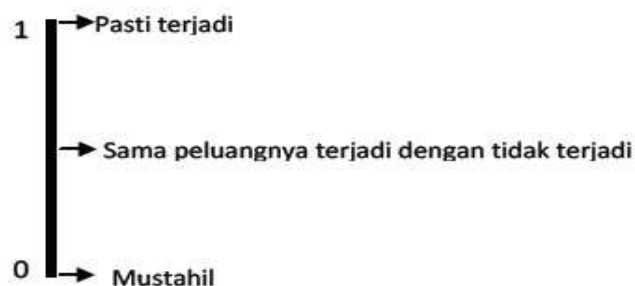 1 Pasti terjadi
Sama peluangnya terjadi dengan tidak terjadi
0 Mustahil